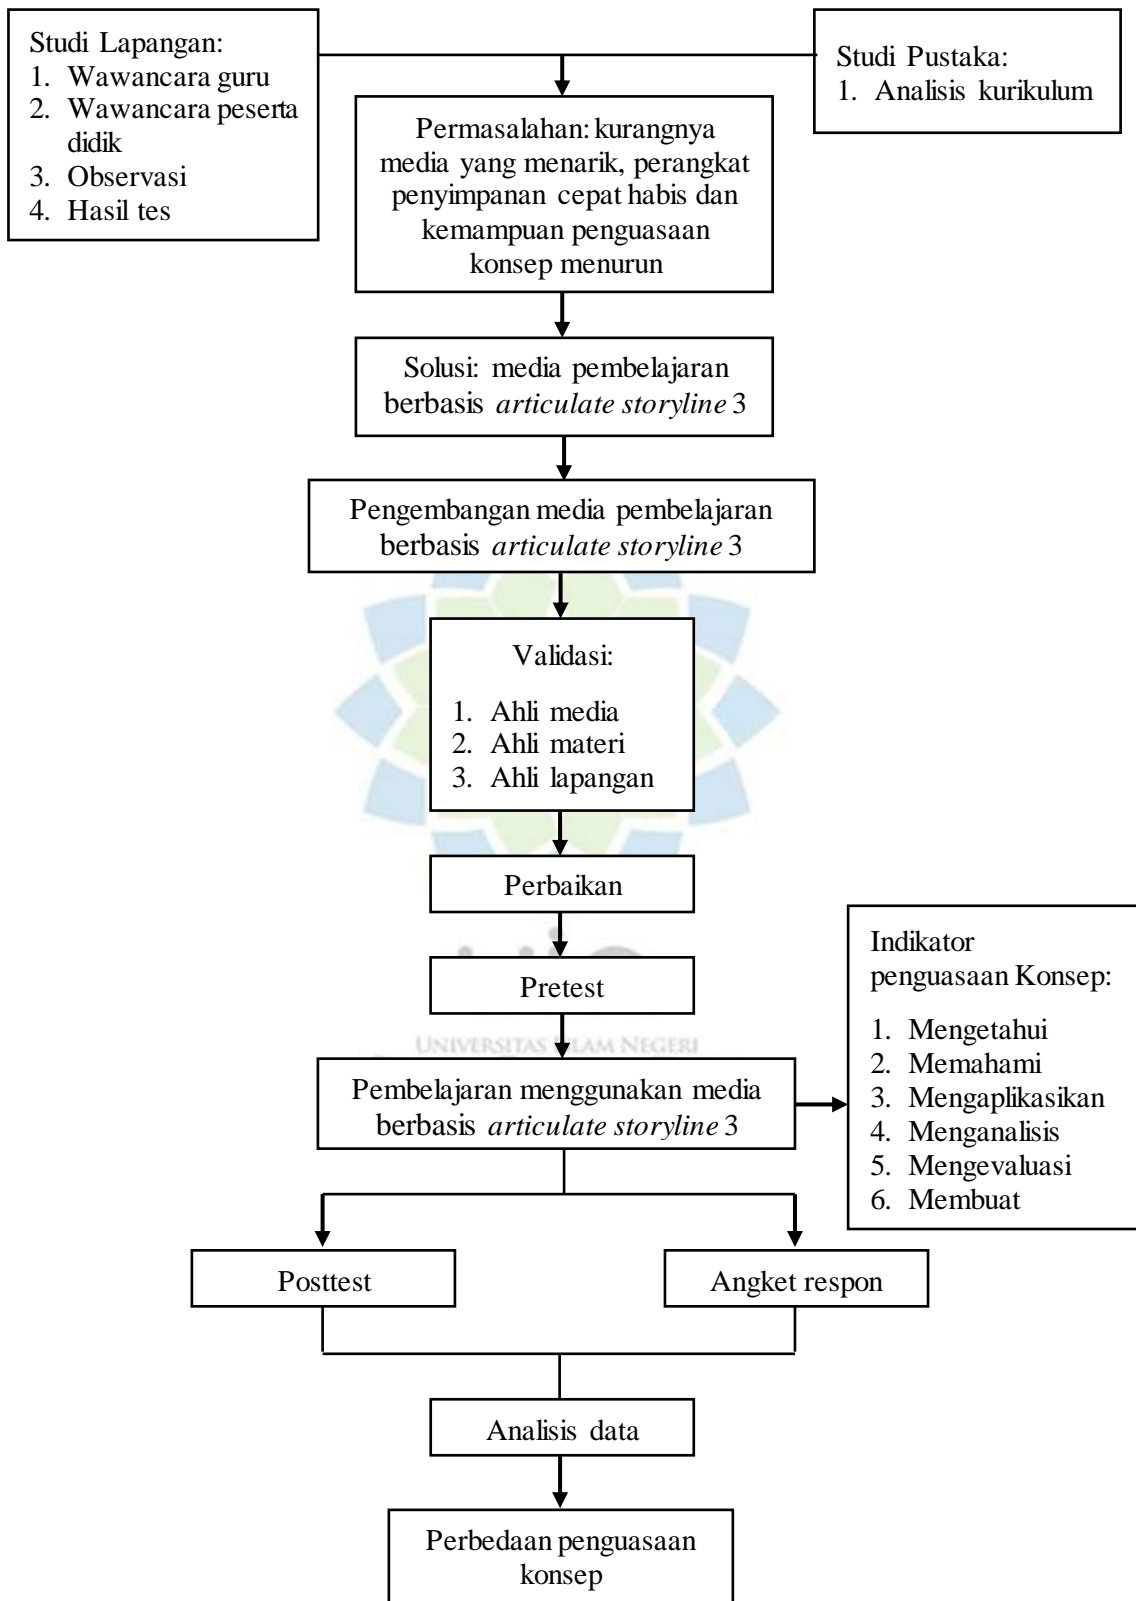 Studi Lapangan:
1. Wawancara guru
2. Wawancara peserta
didik
3. Observasi
4. Hasil tes
Studi Pustaka:
1. Analisis kurikulum
Permasalahan: kurangnya
media yang menarik, perangkat
penyimpanan cepat habis dan
kemampuan penguasaan
konsep menurun
Solusi: media pembelajaran
berbasis articulate storyline 3
Pengembangan media pembelajaran
berbasis articulate storyline 3
Validasi:
1. Ahli media
2. Ahli materi
3. Ahli lapangan
Perbaikan
Pretest
UNIVERSITAS ISLAM NEGERI
Pembelajaran menggunakan media
berbasis articulate storyline 3
Indikator
penguasaan Konsep:
1. Mengetahui
2. Memahami
3. Mengaplikasikan
4. Menganalisis
5. Mengevaluasi
6. Membuat
Posttest
Angket respon
Analisis data
Perbedaan penguasaan
konsep